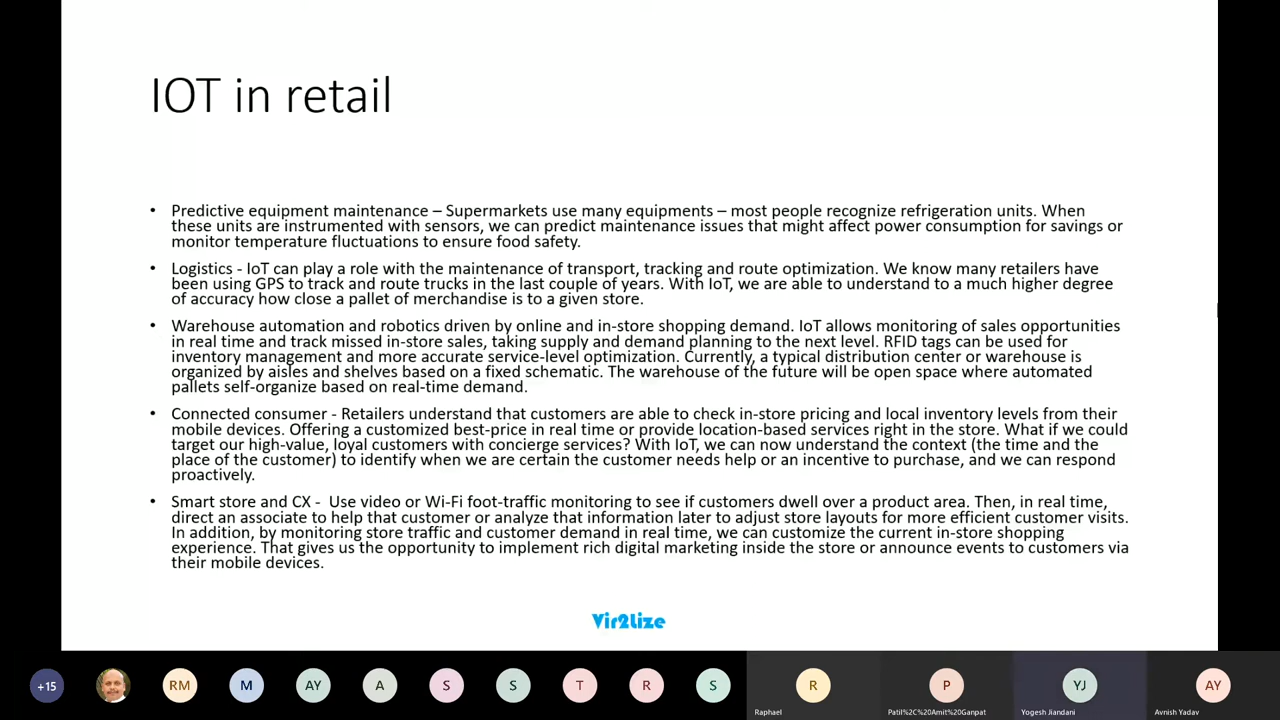 IOT in retail
• Predictive equipment maintenance – Supermarkets use many equipments – most people recognize refrigeration units. When
these units are instrumented with sensors, we can predict maintenance issues that might affect power consumption for savings or
monitor temperature fluctuations to ensure food safety.
• Logistics - IoT can play a role with the maintenance of transport, tracking and route optimization. We know many retailers have
been using GPS to track and route trucks in the last couple of years. With IoT, we are able to understand to a much higher degree
of accuracy how close a pallet of merchandise is to a given store.
• Warehouse automation and robotics driven by online and in-store shopping demand. IoT allows monitoring of sales opportunities
in real time and track missed in-store sales, taking supply and demand planning to the next level. RFID tags can be used for
inventory management and more accurate service-level optimization. Currently, a typical distribution center or warehouse is
organized by aisles and shelves based on a fixed schematic. The warehouse of the future will be open space where automated
pallets self-organize based on real-time demand.
• Connected consumer - Retailers understand that customers are able to check in-store pricing and local inventory levels from their
mobile devices. Offering a customized best-price in real time or provide location-based services right in the store. What if we could
target our high-value, loyal customers with concierge services? With IoT, we can now understand the context (the time and the
place of the customer) to identify when we are certain the customer needs help or an incentive to purchase, and we can respond
proactively.
• Smart store and CX -  Use video or Wi-Fi foot-traffic monitoring to see if customers dwell over a product area. Then, in real time,
direct an associate to help that customer or analyze that information later to adjust store layouts for more efficient customer visits.
In addition, by monitoring store traffic and customer demand in real time, we can customize the current in-store shopping
experience. That gives us the opportunity to implement rich digital marketing inside the store or announce events to customers via
their mobile devices.
Vir2Lize
+15 RM M AY A S S T R S R P YJ AY
Raphael Patil%2C%20Amit%20Ganpat Yogesh Jiandani Avnish Yadav